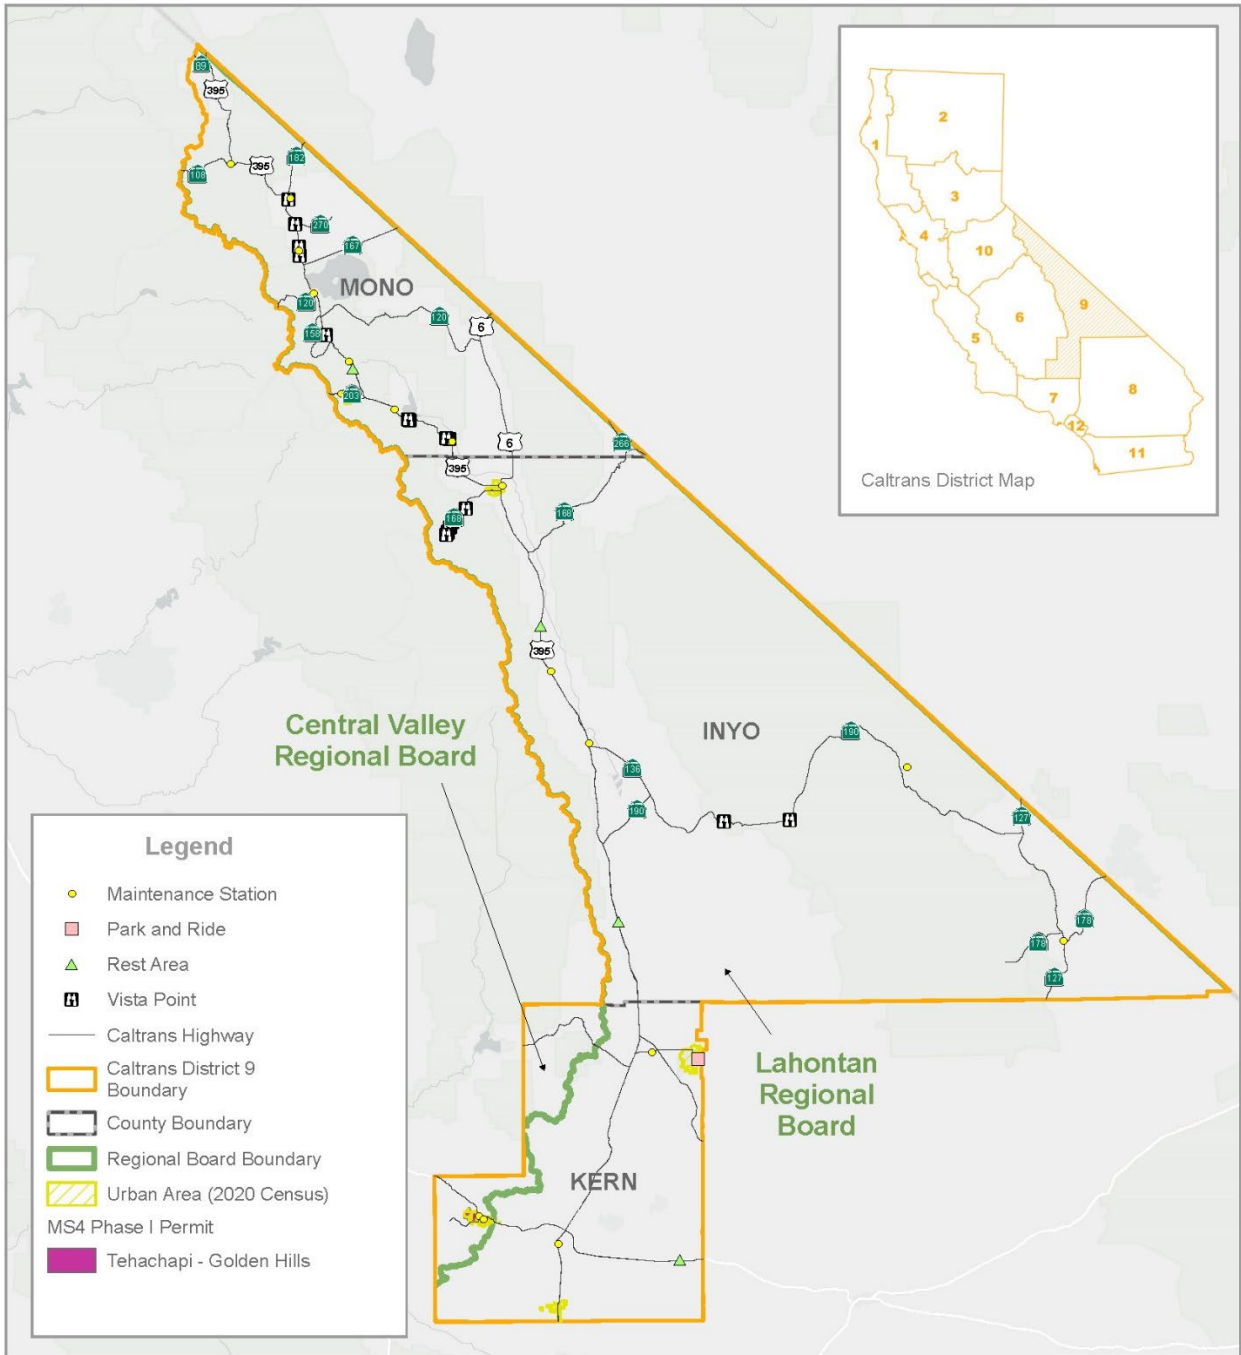 89
395
395
182
108
270
167
MONO
120
120
6
158
203
6
266
395
168
168
395
Central Valley
Regional Board
INYO
190
136
190
127
178
178
127
Lahontan
Regional
Board
KERN
1
2
3
4
10
9
6
5
8
7
12
11
Caltrans District Map
Legend
Maintenance Station
Park and Ride
Rest Area
Vista Point
Caltrans Highway
Caltrans District 9
Boundary
County Boundary
Regional Board Boundary
Urban Area (2020 Census)
MS4 Phase I Permit
Tehachapi - Golden Hills